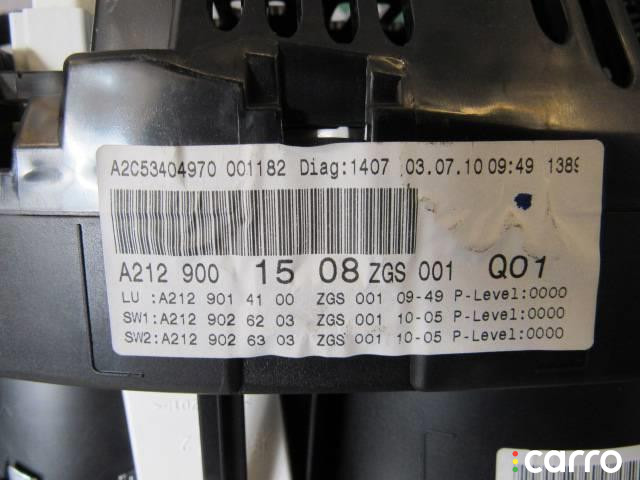 A2C53404970 001182 Diag:1407 03.07.10 09:49 1389
A212 900 15 08 ZGS 001 Q01
LU :A212 901 41 00 ZGS 001 09-49 P-Level:0000
SW1:A212 902 62 03 ZGS 001 10-05 P-Level:0000
SW2:A212 902 63 03 ZGS 001 10-05 P-Level:0000
carro